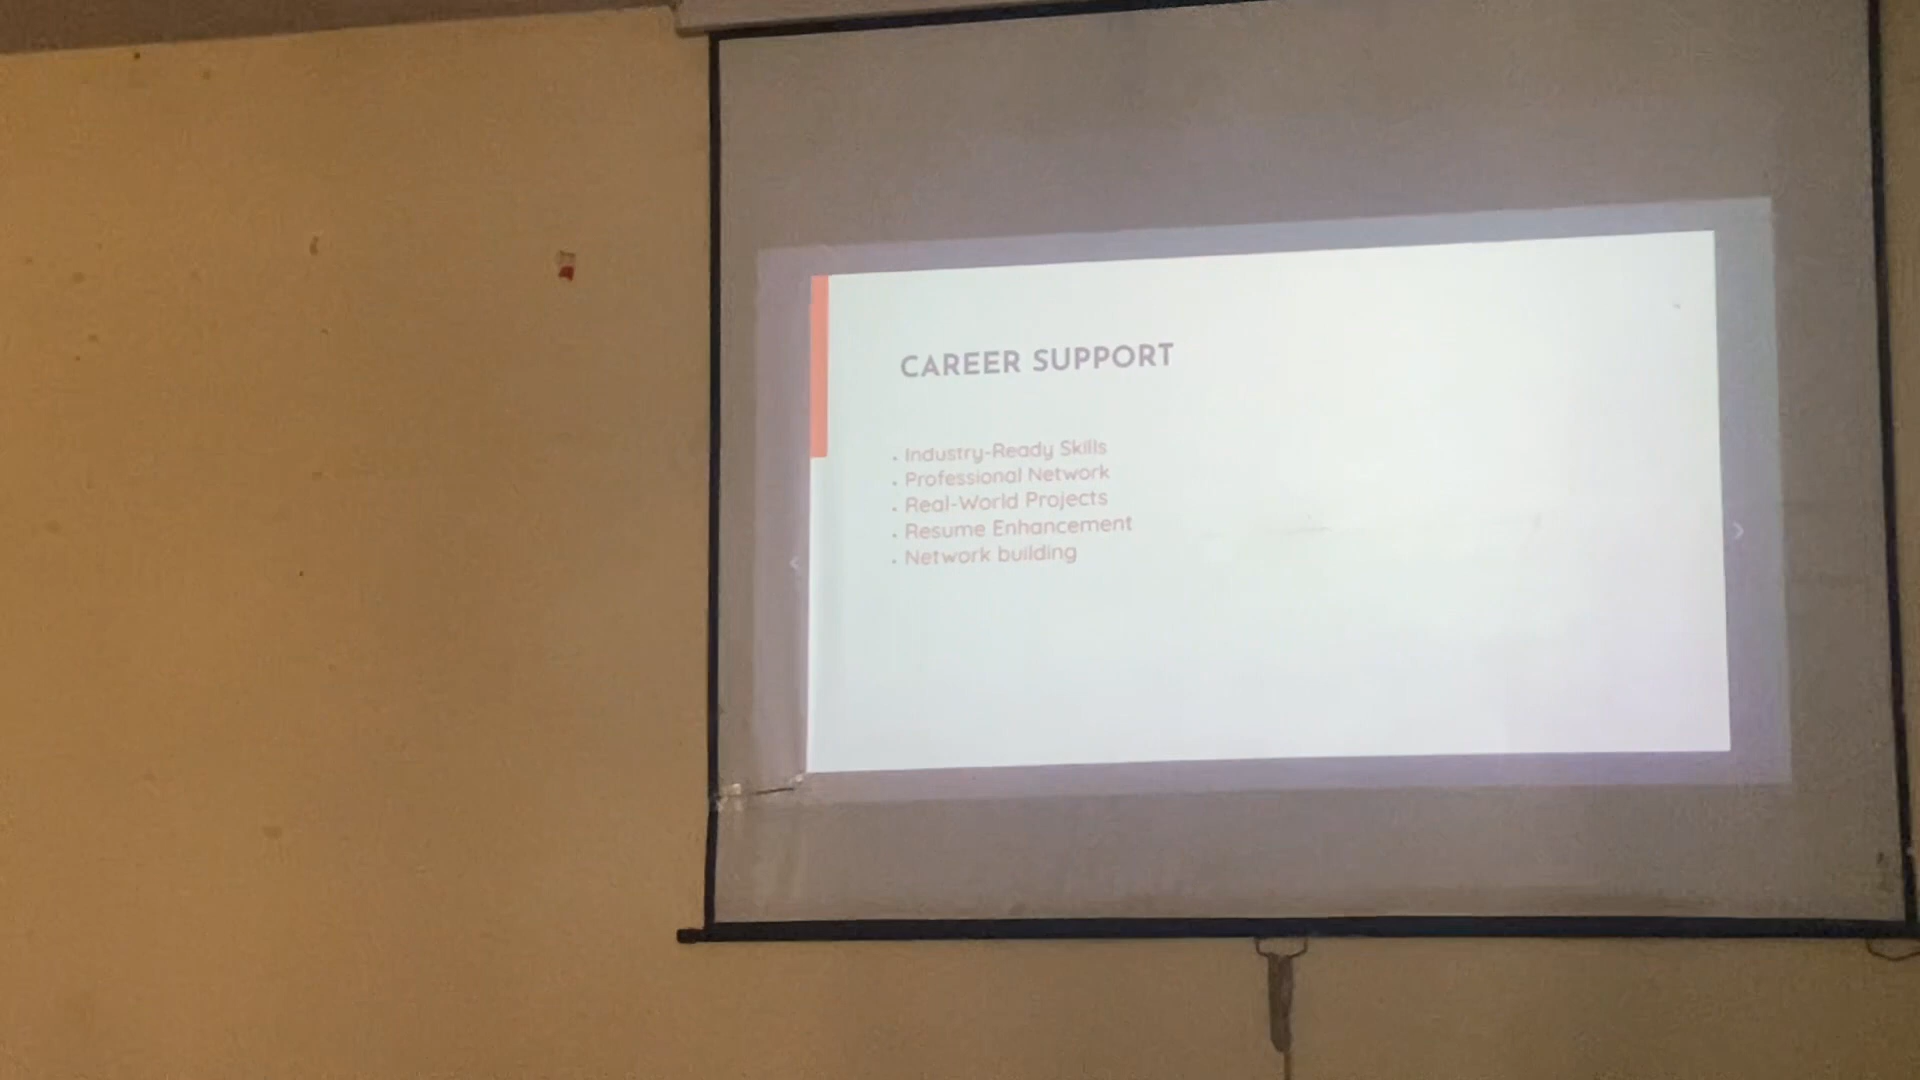 CAREER SUPPORT
. Industry-Ready Skills
. Professional Network
. Real-World Projects
. Resume Enhancement
. Network building